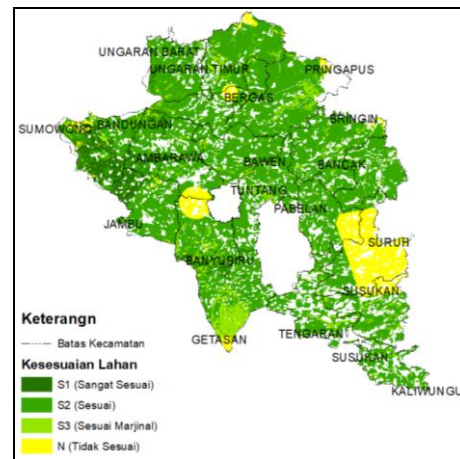 UNGARAN BARAT
UNGARAN TIMUR
PRINGAPUS
BERGAS
SUMOWONO
BANDUNGAN
BRINGIN
AMBARAWA
BAWEN
BANCAK
TUNTANG
JAMBU
PABELAN
SURUH
BANYUBIRU
SUSUKAN
GETASAN
TENGARAN
SUSUKAN
KALIWUNGU
Keterangn
Batas Kecamatan
Kesesuaian Lahan
S1 (Sangat Sesuai)
S2 (Sesuai)
S3 (Sesuai Marjinal)
N (Tidak Sesuai)